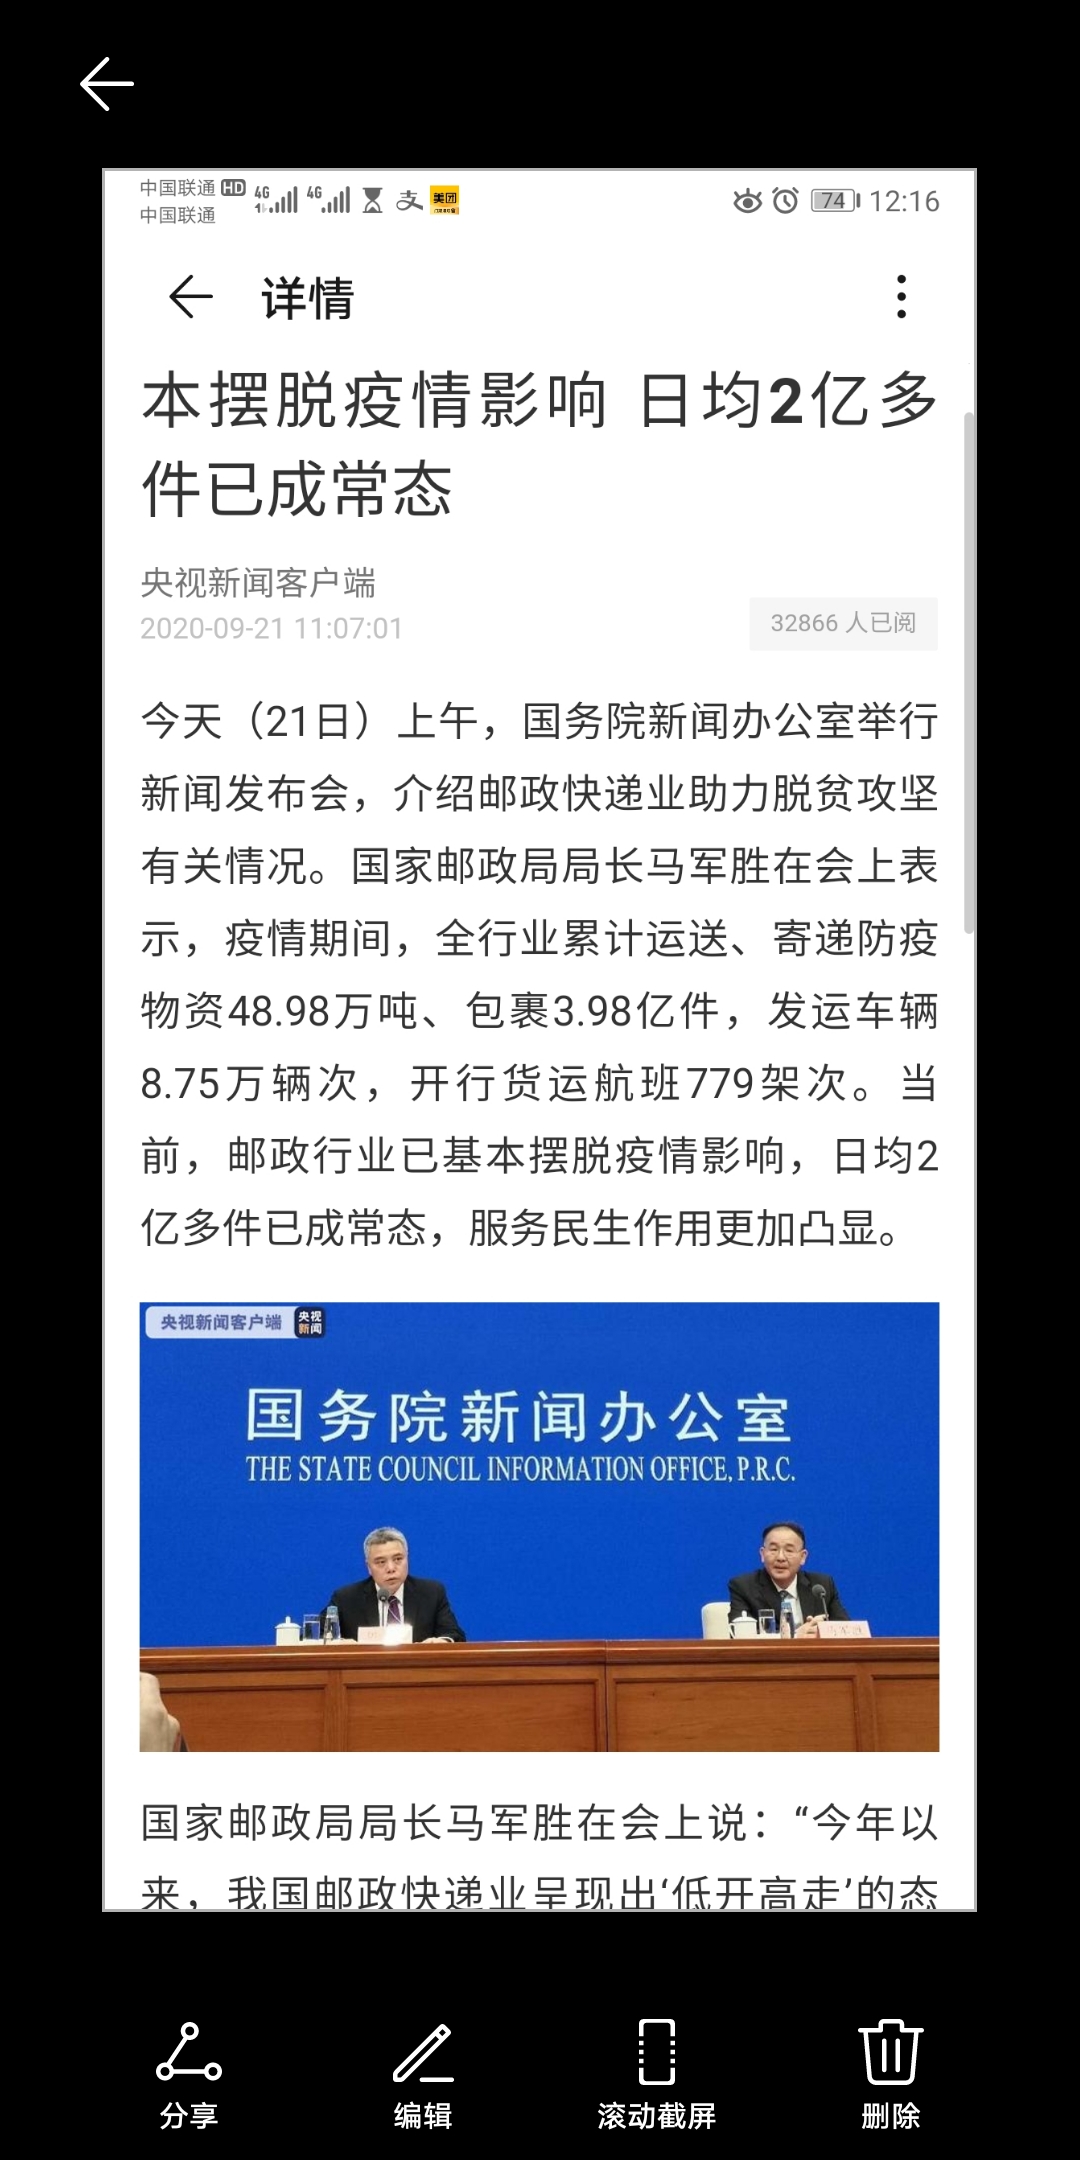 中国联通 HD 4G 4G 支 美团 74 12:16
中国联通
详情
本摆脱疫情影响 日均2亿多
件已成常态
央视新闻客户端
2020-09-21 11:07:01
32866 人已阅
今天（21日）上午，国务院新闻办公室举行
新闻发布会，介绍邮政快递业助力脱贫攻坚
有关情况。国家邮政局局长马军胜在会上表
示，疫情期间，全行业累计运送、寄递防疫
物资48.98万吨、包裹3.98亿件，发运车辆
8.75万辆次，开行货运航班779架次。当
前，邮政行业已基本摆脱疫情影响，日均2
亿多件已成常态，服务民生作用更加凸显。
央视新闻客户端 央视新闻
国务院新闻办公室
THE STATE COUNCIL INFORMATION OFFICE, P.R.C.
马军胜
国家邮政局局长马军胜在会上说：“今年以
来，我国邮政快递业呈现出‘低开高走’的态
分享 编辑 滚动截屏 删除